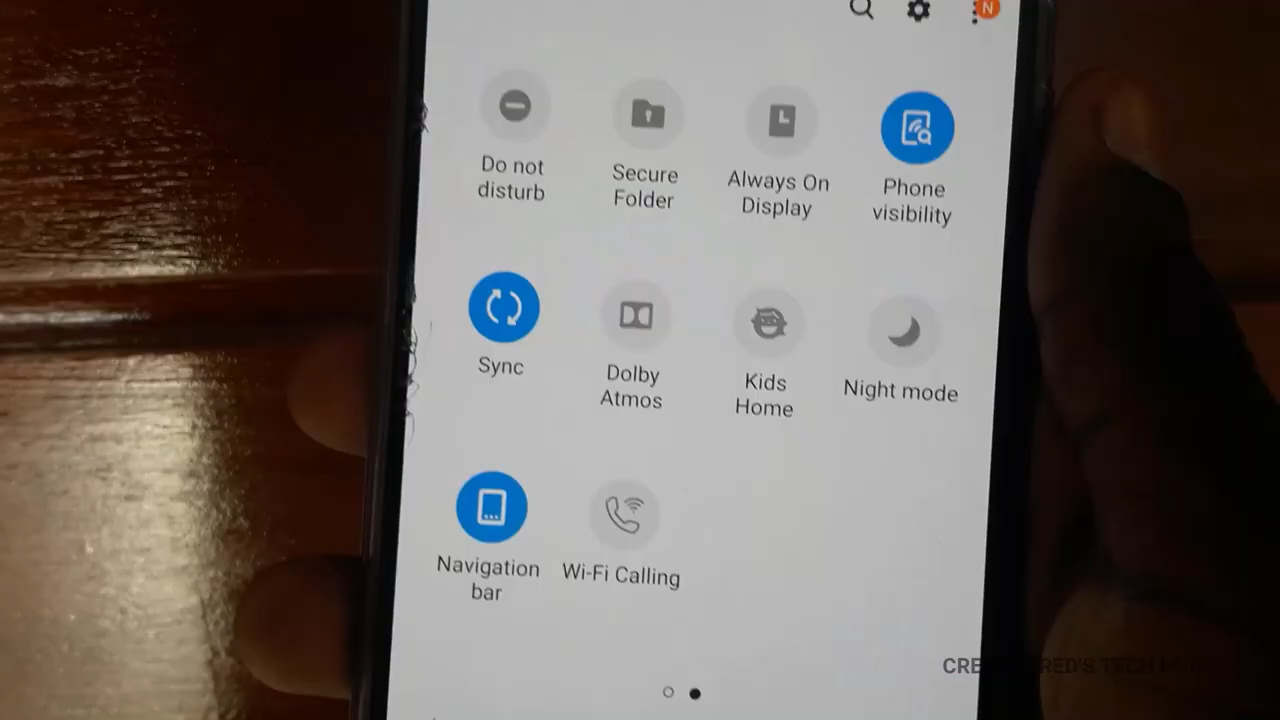 N
Do not
disturb
Secure
Folder
Always On
Display
Phone
visibility
Sync
Dolby
Atmos
Kids
Home
Night mode
Navigation
bar
Wi-Fi Calling